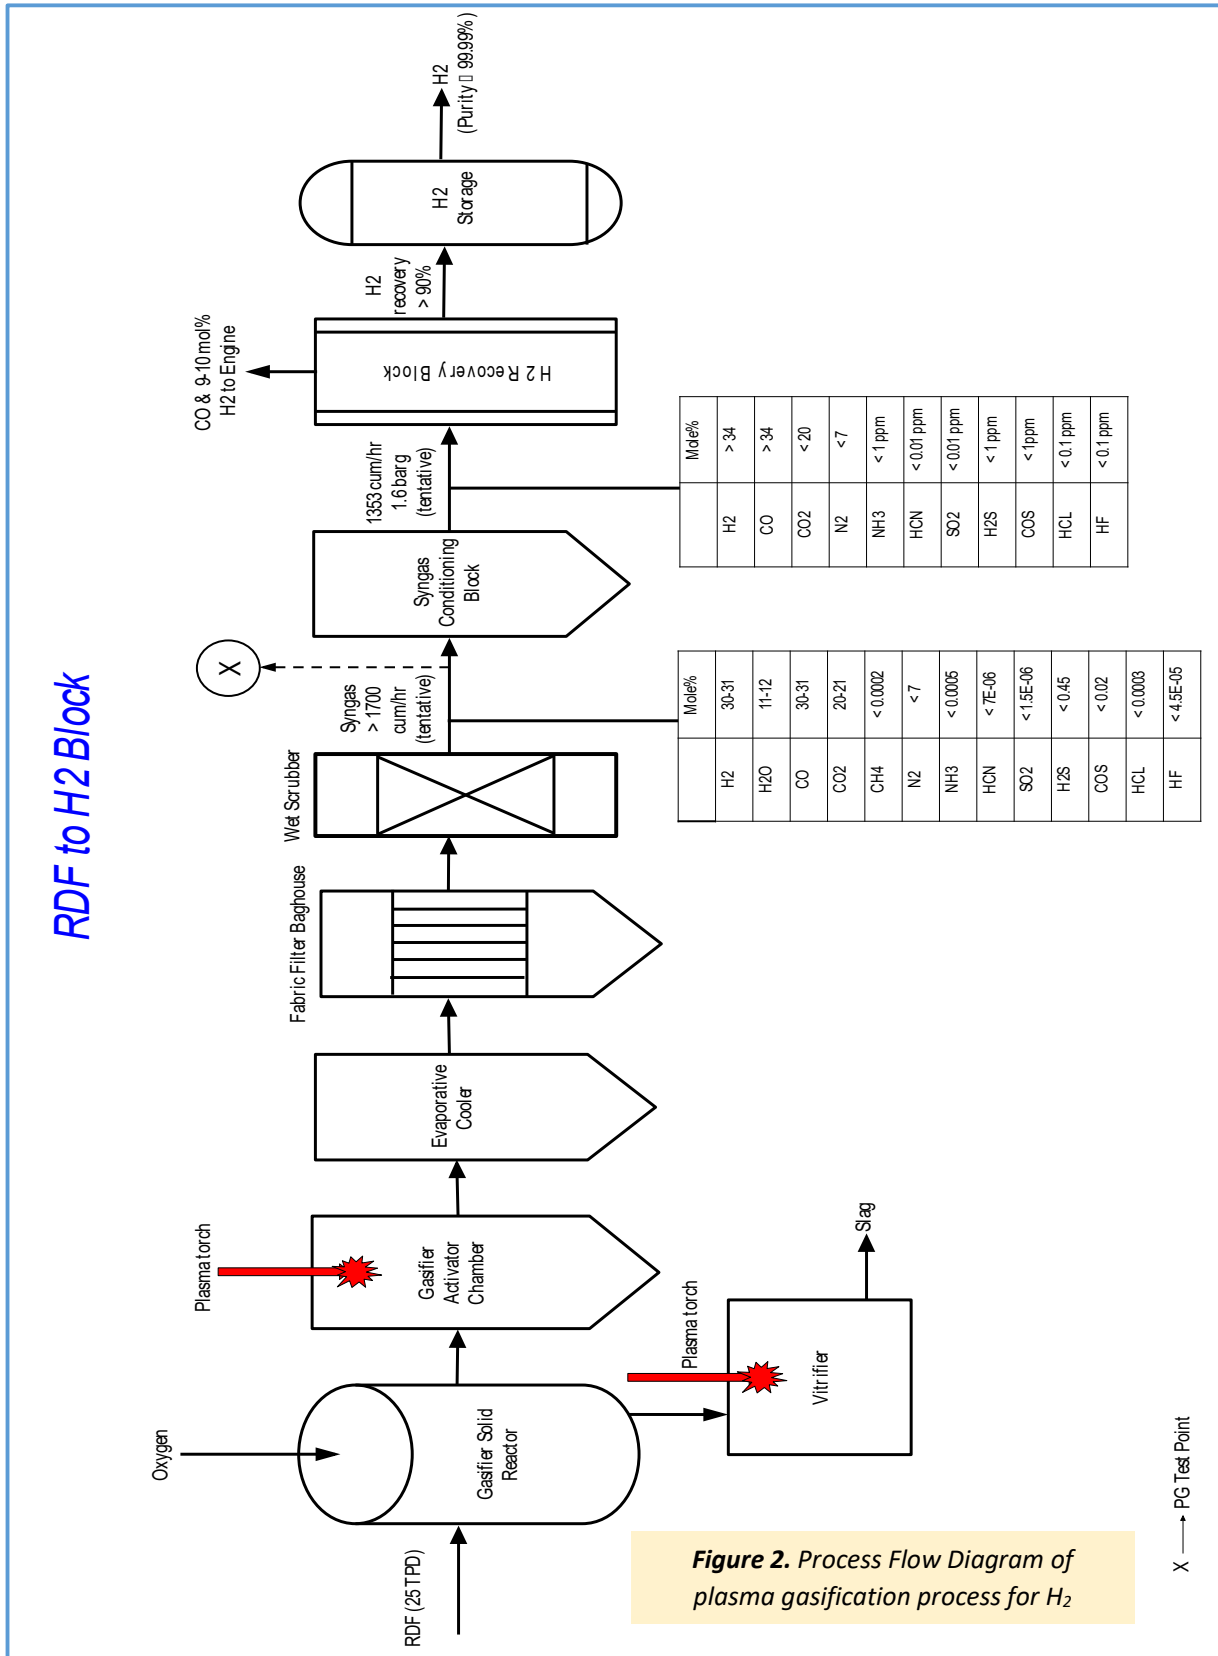 RDF to H2 Block
RDF (25 TPD)
Oxygen
Gasifier Solid
Reactor
Plasma torch
Gasifier
Activator
Chamber
Plasma torch
Vitrifier
Slag
Evaporative
Cooler
Fabric Filter Baghouse
Wet Scrubber
Syngas
> 1700
cum/hr
(tentative)
X
Syngas
Conditioning
Block
1353 cum/hr
1.6 barg
(tentative)
H2 Recovery Block
CO & 9-10 mol%
H2 to Engine
H2
recovery
> 90%
H2
Storage
H2
(Purity 99.99%)
Mole%
H2 30-31
H2O 11-12
CO 30-31
CO2 20-21
CH4 < 0.0002
N2 < 7
NH3 < 0.0005
HCN < 7E-06
SO2 < 1.5E-06
H2S < 0.45
COS < 0.02
HCL < 0.0003
HF < 4.5E-05
Mole%
H2 > 34
CO > 34
CO2 < 20
N2 < 7
NH3 < 1 ppm
HCN < 0.01 ppm
SO2 < 0.01 ppm
H2S < 1 ppm
COS < 1ppm
HCL < 0.1 ppm
HF < 0.1 ppm
X → PG Test Point
Figure 2. Process Flow Diagram of
plasma gasification process for H₂